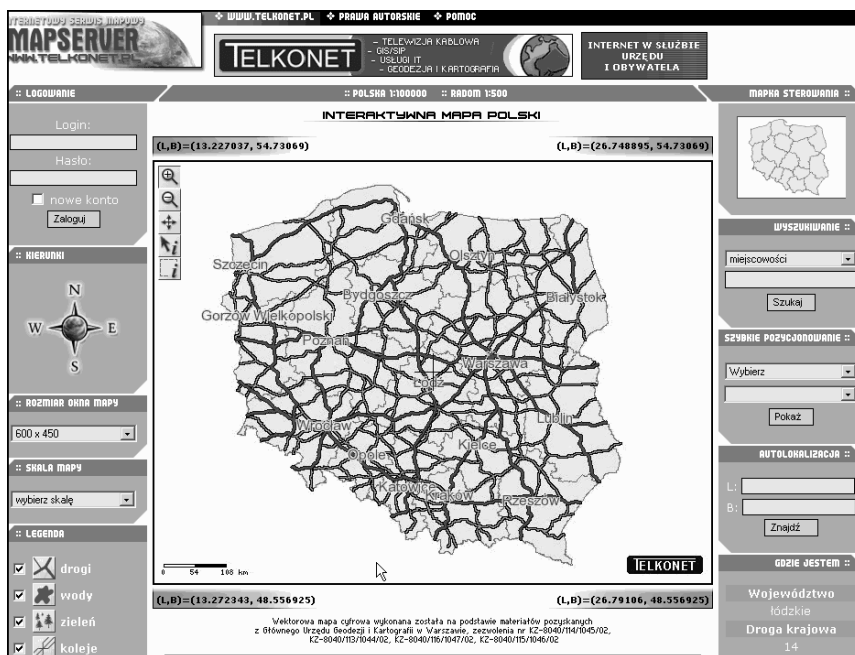 INTERNETOWY SERWIS MAPOWY
MAPSERVER
WWW.TELKONET.PL
❖ WWW.TELKONET.PL ❖ PRAWA AUTORSKIE ❖ POMOC
TELKONET
- TELEWIZJA KABLOWA
- GIS/SIP
- USŁUGI IT
- GEODEZJA I KARTOGRAFIA
INTERNET W SŁUŻBIE
URZĘDU
I OBYWATELA
:: LOGOWANIE
:: POLSKA 1:100000 :: RADOM 1:500
MAPKA STEROWANIA ::
Login:
Hasło:
nowe konto
Zaloguj
:: KIERUNKI
N
W E
S
:: ROZMIAR OKNA MAPY
600 x 450
:: SKALA MAPY
wybierz skalę
:: LEGENDA
drogi
wody
zieleń
koleje
INTERAKTYWNA MAPA POLSKI
(L,B)=(13.227037, 54.73069)
(L,B)=(26.748895, 54.73069)
i
i
Gdańsk
Olsztyn
Szczecin
Bydgoszcz
Białystok
Gorzów Wielkopolski
Poznań
Warszawa
Łódź
Lublin
Wrocław
Kielce
Opole
Katowice
Kraków
Rzeszów
0 54 108 km
TELKONET
(L,B)=(13.272343, 48.556925)
(L,B)=(26.79106, 48.556925)
Wektorowa mapa cyfrowa wykonana została na podstawie materiałów pozyskanych
z Głównego Urzędu Geodezji i Kartografii w Warszawie, zezwolenia nr KZ-8040/114/1045/02,
KZ-8040/113/1044/02, KZ-8040/116/1047/02, KZ-8040/115/1046/02
WYSZUKIWANIE ::
miejscowości
Szukaj
SZYBKIE POZYCJONOWANIE ::
Wybierz
Pokaż
AUTOLOKALIZACJA ::
L:
B:
Znajdź
GDZIE JESTEM ::
Województwo
łódzkie
Droga krajowa
14